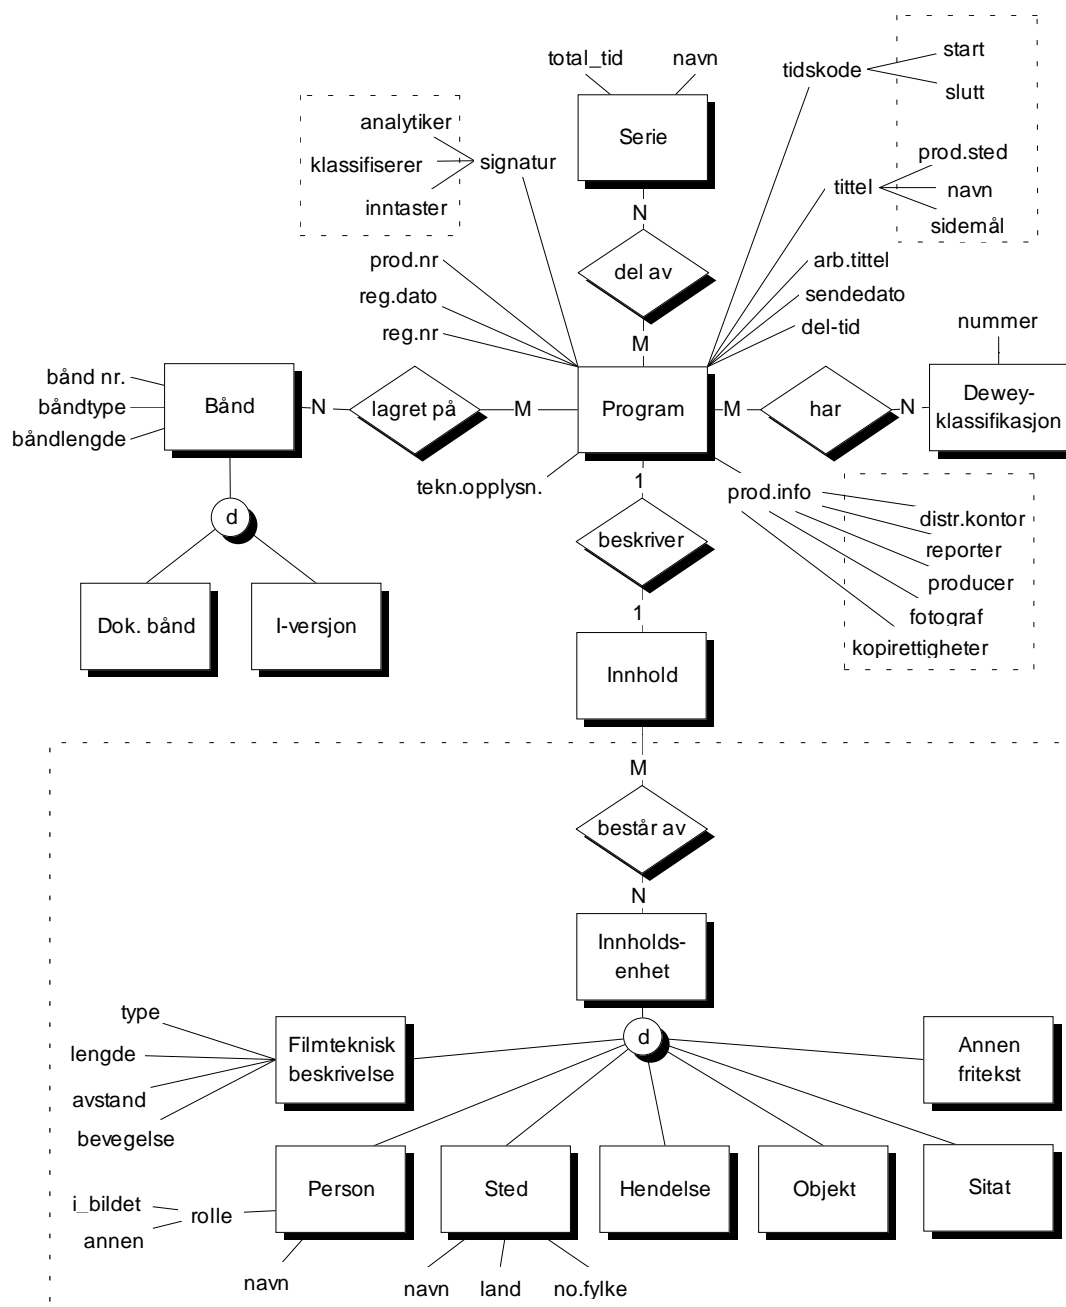 total_tid
navn
start
tidskode
slutt
analytiker
Serie
klassifiserer
signatur
prod.sted
tittel
navn
inntaster
N
sidemål
prod.nr
del av
arb.tittel
reg.dato
sendedato
reg.nr
M
del-tid
nummer
bånd nr.
båndtype
båndlengde
Bånd
N
lagret på
M
Program
M
har
N
Dewey-
klassifikasjon
tekn.opplysn.
1
prod.info
d
distr.kontor
beskriver
reporter
producer
Dok. bånd
I-versjon
1
fotograf
kopirettigheter
Innhold
M
består av
N
Innholds-
enhet
type
d
lengde
Filmteknisk
beskrivelse
Annen
fritekst
avstand
bevegelse
Person
Sted
Hendelse
Objekt
Sitat
i_bildet
rolle
annen
navn
navn
land
no.fylke